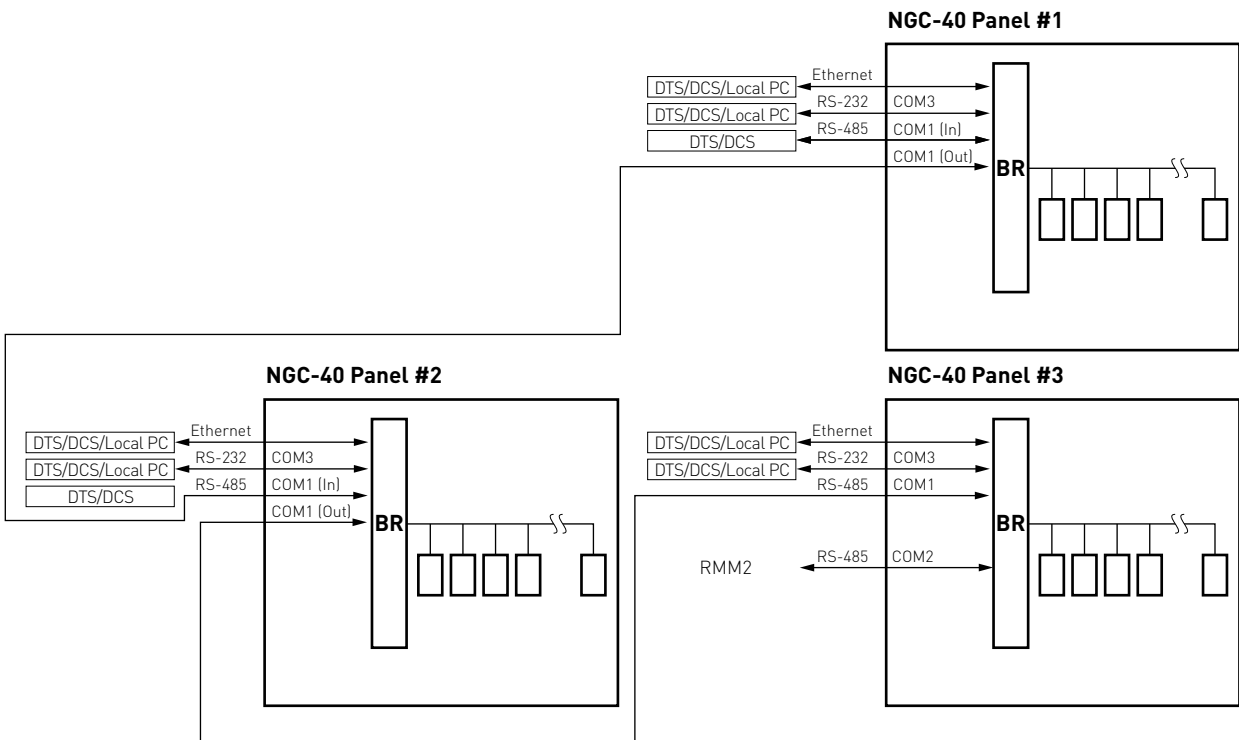 NGC-40 Panel #1
DTS/DCS/Local PC
Ethernet
DTS/DCS/Local PC
RS-232
COM3
DTS/DCS
RS-485
COM1 (In)
COM1 (Out)
BR
NGC-40 Panel #2
DTS/DCS/Local PC
Ethernet
DTS/DCS/Local PC
RS-232
COM3
DTS/DCS
RS-485
COM1 (In)
COM1 (Out)
BR
NGC-40 Panel #3
DTS/DCS/Local PC
Ethernet
DTS/DCS/Local PC
RS-232
COM3
RS-485
COM1
BR
RMM2
RS-485
COM2